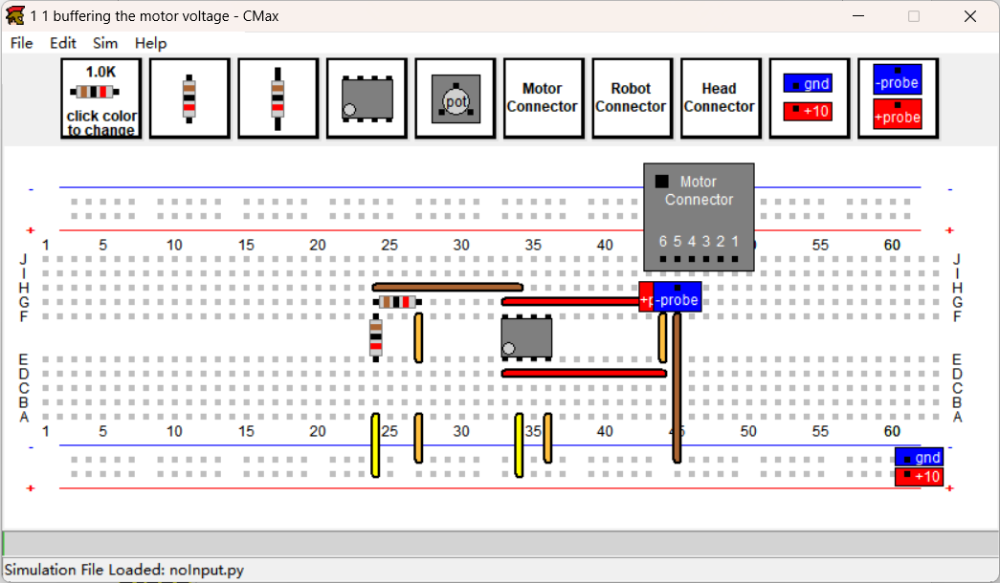 1 1 buffering the motor voltage - CMax
File Edit Sim Help
1.0K
click color
to change
pot
Motor
Connector
Robot
Connector
Head
Connector
gnd
+10
-probe
+probe
Motor
Connector
6 5 4 3 2 1
- -
+ +
1 5 10 15 20 25 30 35 40 55 60
J J
I I
H H
G G
F F
+p -probe
E E
D D
C C
B B
A A
1 5 10 15 20 25 30 35 40 45 50 55 60
- -
gnd
+10
+ +
Simulation File Loaded: noInput.py